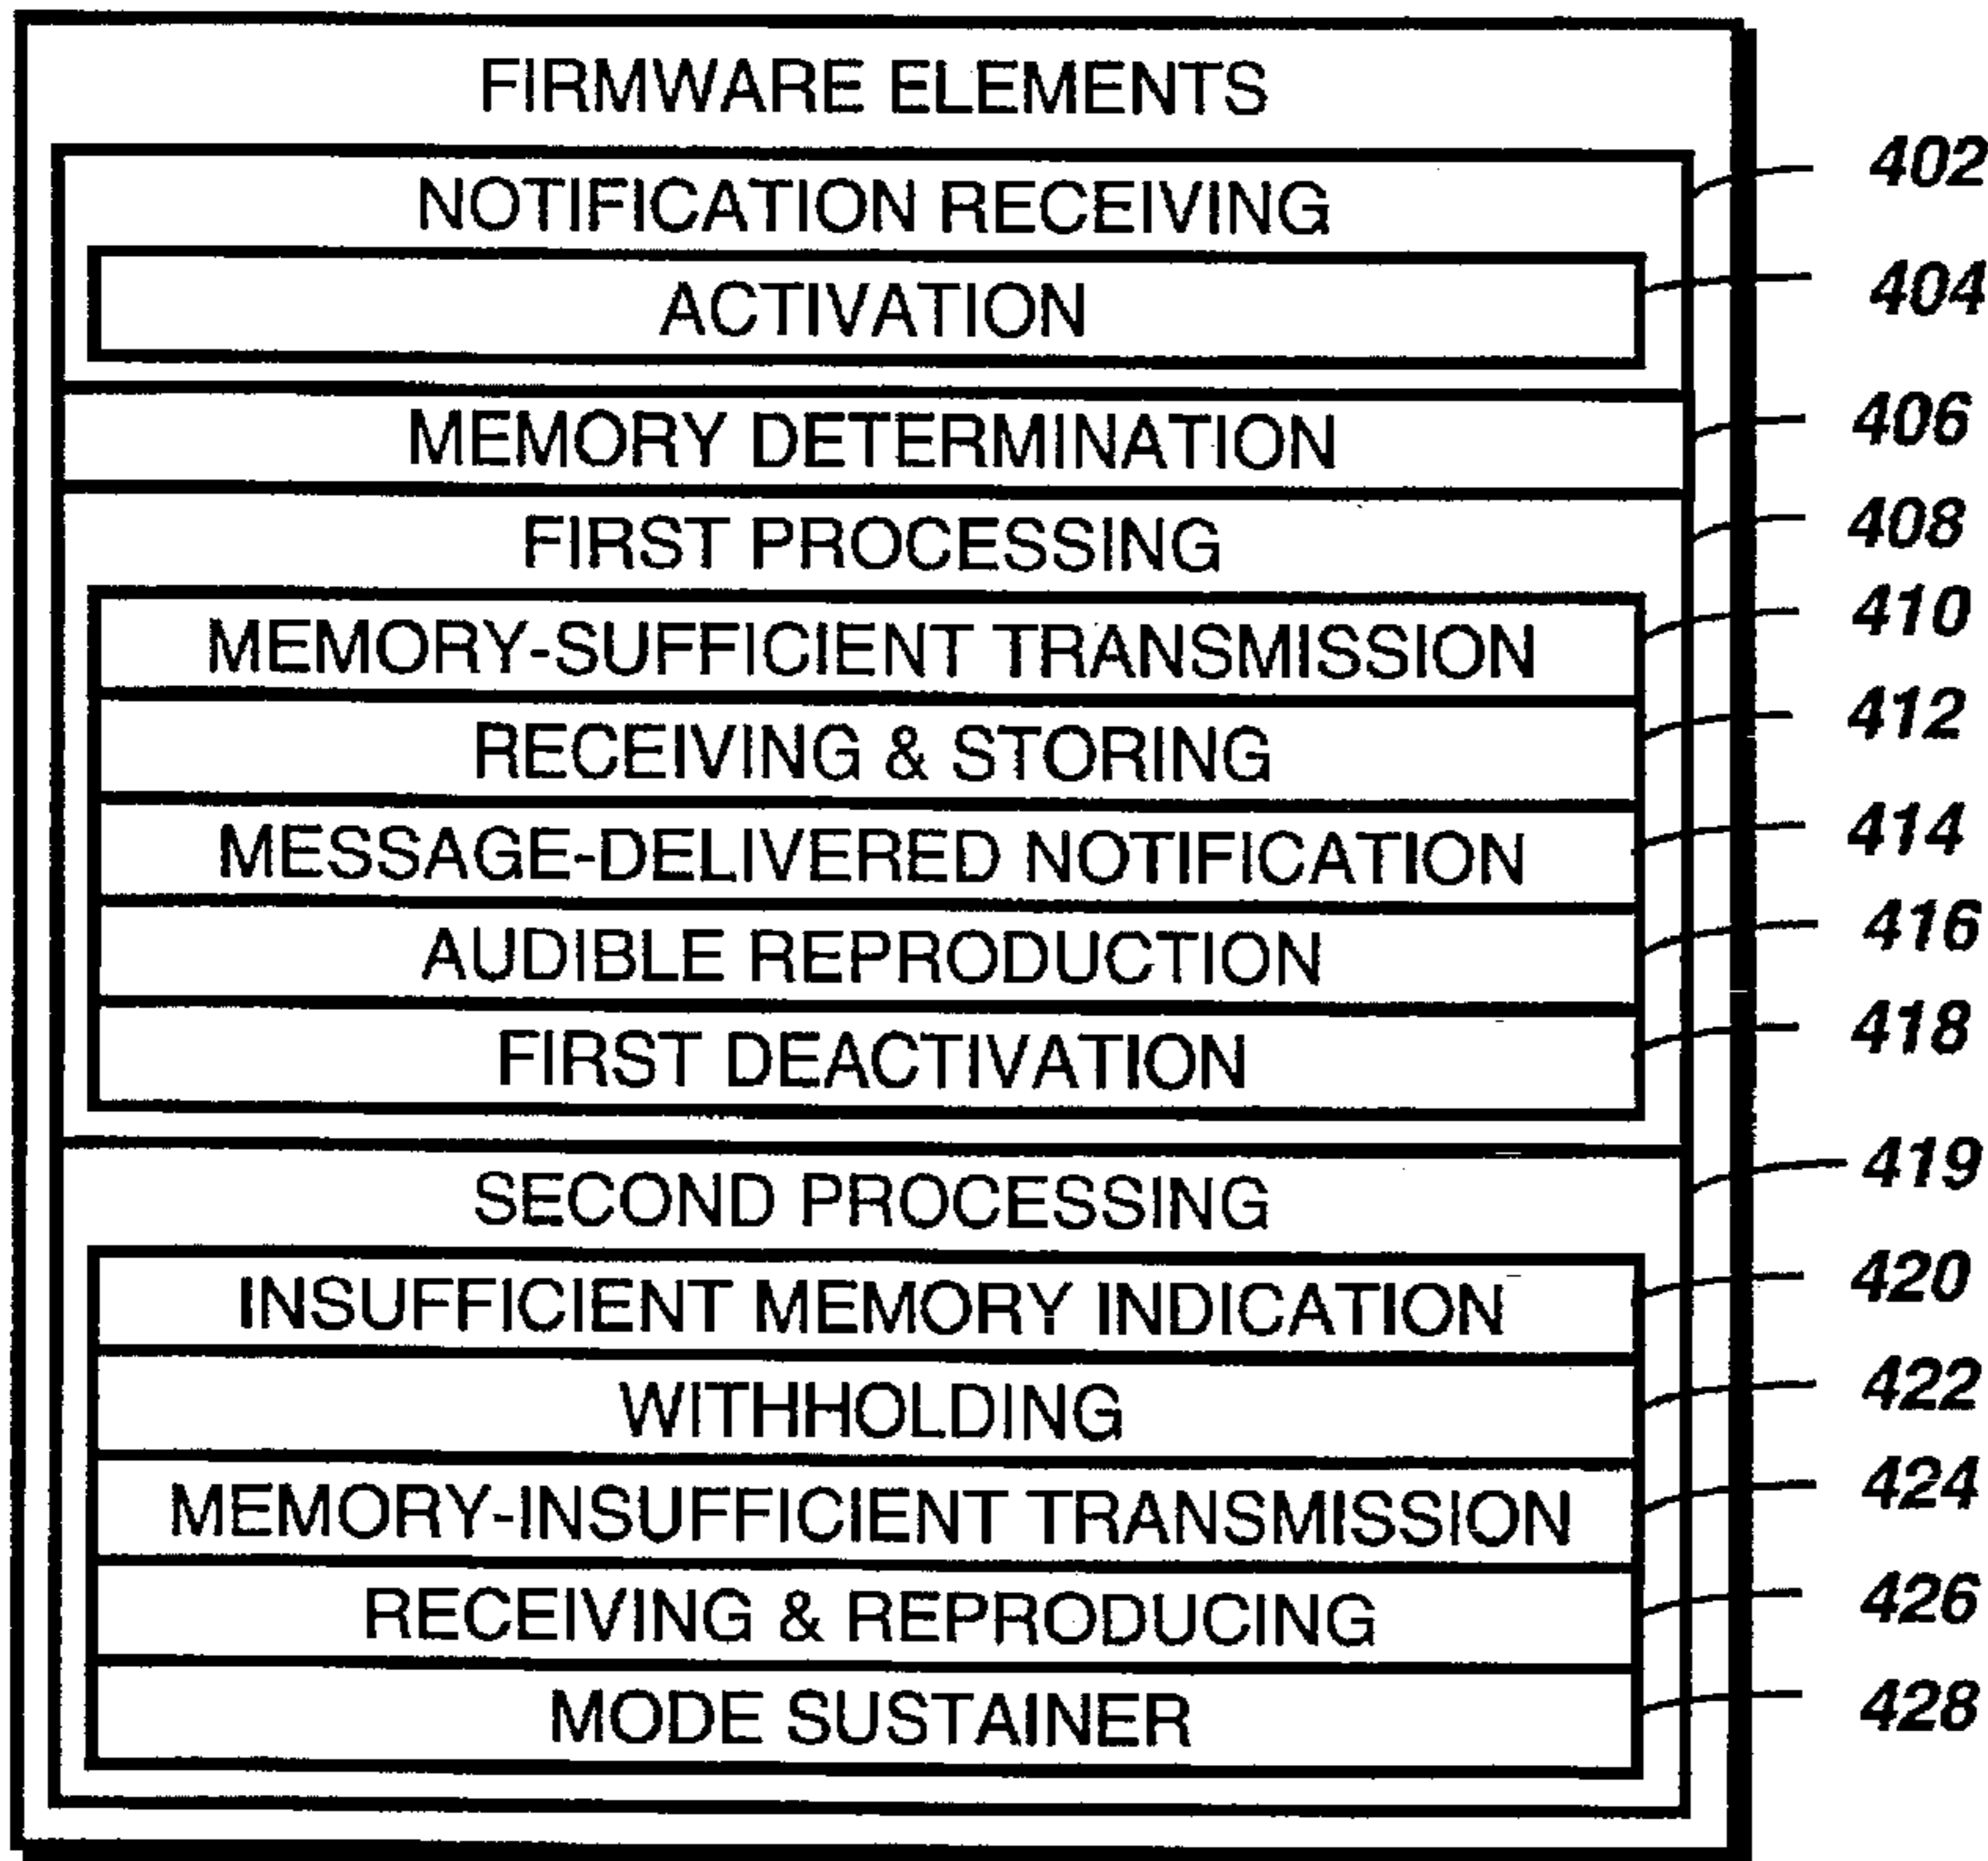 FIRMWARE ELEMENTS
NOTIFICATION RECEIVING 402
ACTIVATION 404
MEMORY DETERMINATION 406
FIRST PROCESSING 408
MEMORY-SUFFICIENT TRANSMISSION 410
RECEIVING & STORING 412
MESSAGE-DELIVERED NOTIFICATION 414
AUDIBLE REPRODUCTION 416
FIRST DEACTIVATION 418
SECOND PROCESSING 419
INSUFFICIENT MEMORY INDICATION 420
WITHHOLDING 422
MEMORY-INSUFFICIENT TRANSMISSION 424
RECEIVING & REPRODUCING 426
MODE SUSTAINER 428